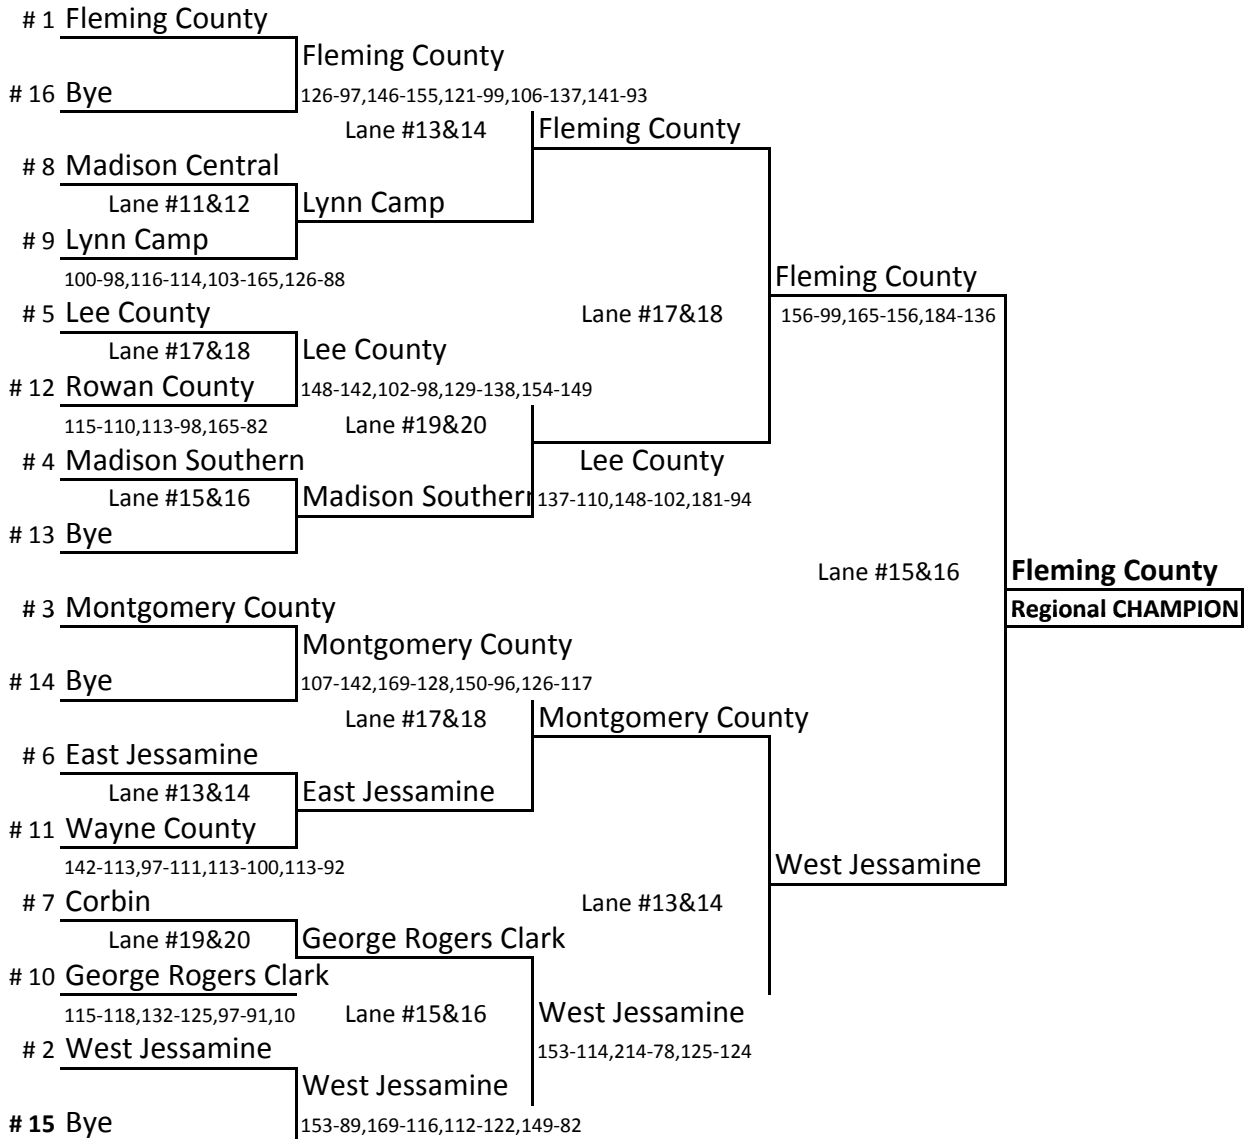 # 1 Fleming County
Fleming County
# 16 Bye
126-97,146-155,121-99,106-137,141-93
Lane #13&14
Fleming County
# 8 Madison Central
Lane #11&12
Lynn Camp
# 9 Lynn Camp
100-98,116-114,103-165,126-88
Fleming County
# 5 Lee County
Lane #17&18
156-99,165-156,184-136
Lane #17&18
Lee County
# 12 Rowan County
148-142,102-98,129-138,154-149
115-110,113-98,165-82
Lane #19&20
# 4 Madison Southern
Lee County
Lane #15&16
Madison Southern
137-110,148-102,181-94
# 13 Bye
Lane #15&16
Fleming County
# 3 Montgomery County
Regional CHAMPION
Montgomery County
# 14 Bye
107-142,169-128,150-96,126-117
Lane #17&18
Montgomery County
# 6 East Jessamine
Lane #13&14
East Jessamine
# 11 Wayne County
142-113,97-111,113-100,113-92
West Jessamine
# 7 Corbin
Lane #13&14
Lane #19&20
George Rogers Clark
# 10 George Rogers Clark
115-118,132-125,97-91,10
Lane #15&16
West Jessamine
# 2 West Jessamine
153-114,214-78,125-124
West Jessamine
# 15 Bye
153-89,169-116,112-122,149-82